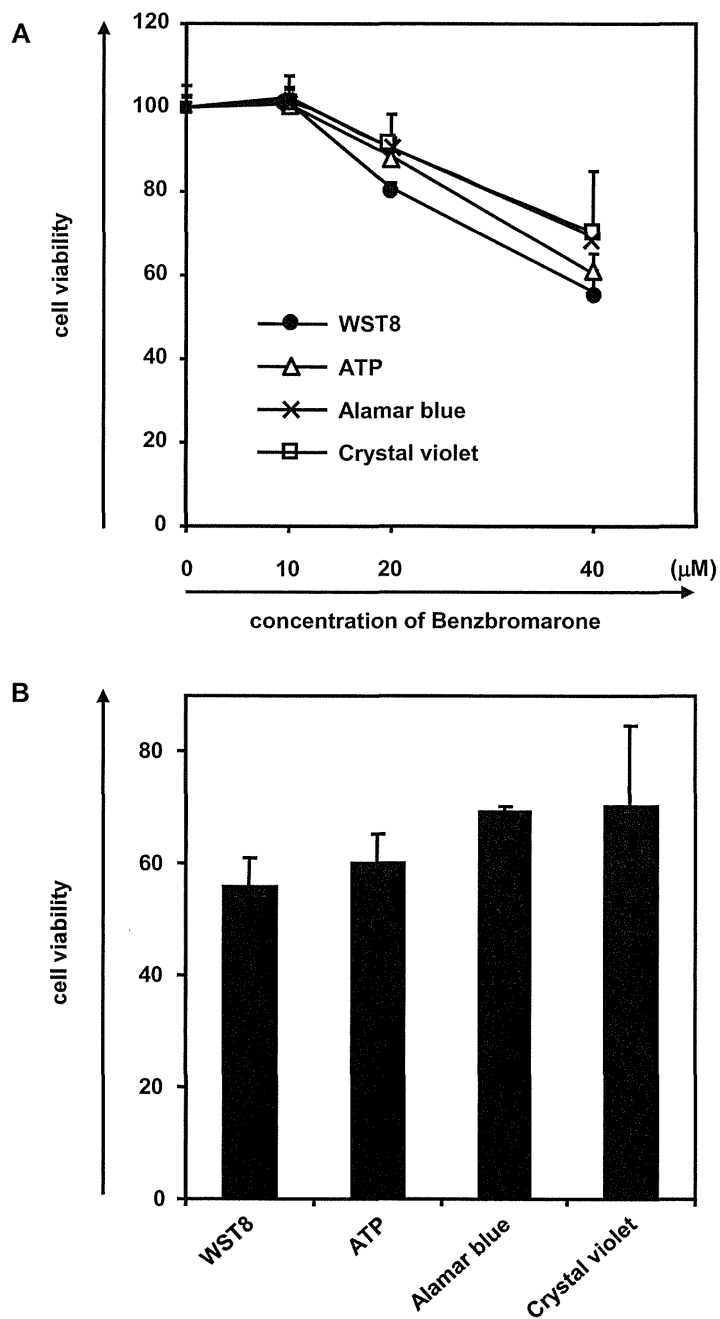 A
120
100
80
60
40
20
0
cell viability
WST8
ATP
Alamar blue
Crystal violet
0 10 20 40 (μM)
concentration of Benzbromarone
B
80
60
40
20
0
cell viability
WST8 ATP Alamar blue Crystal violet